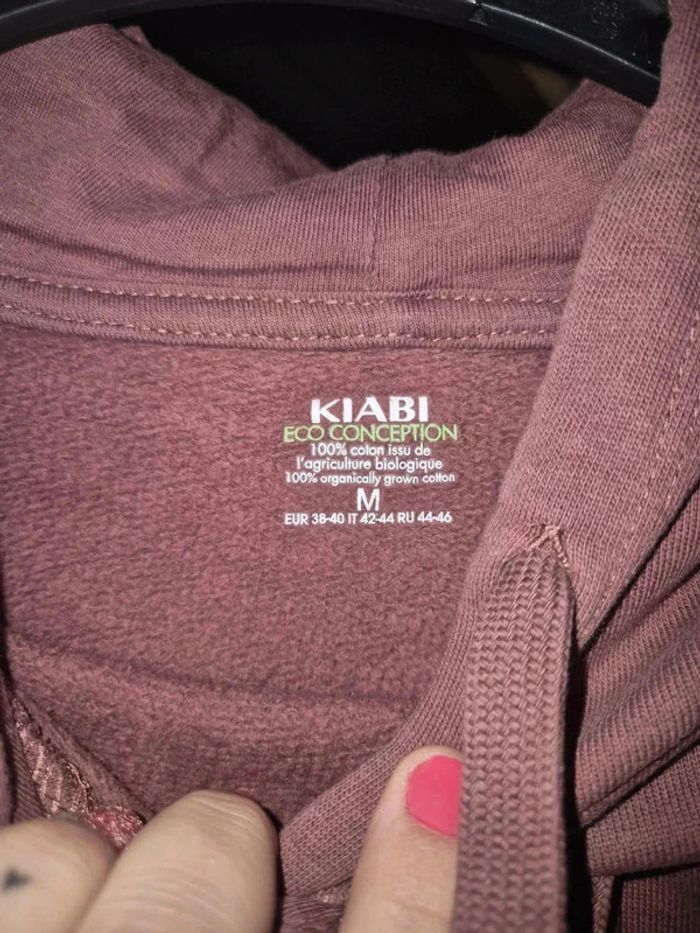 KIABI
ECO CONCEPTION
100% coton issu de
l'agriculture biologique
100% organically grown cotton
M
EUR 38-40 IT 42-44 RU 44-46